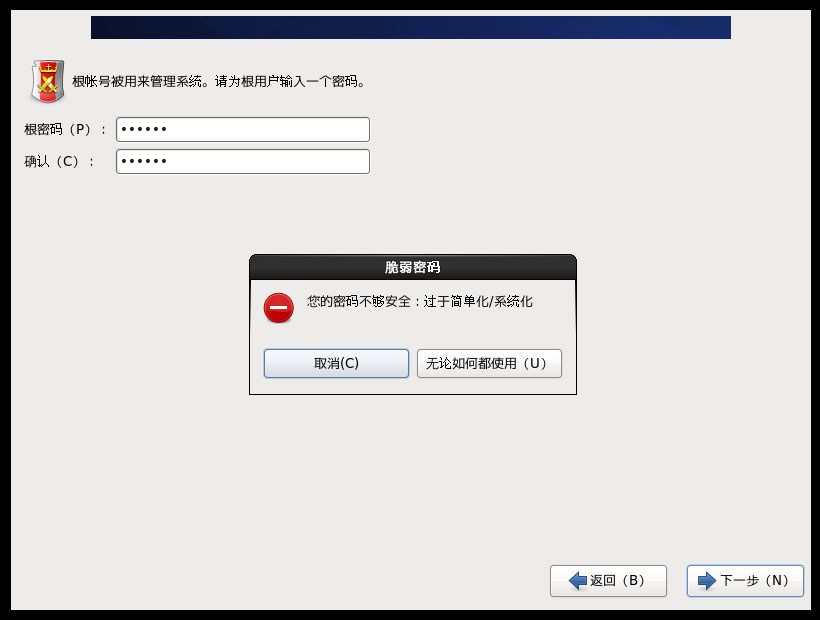 根帐号被用来管理系统。请为根用户输入一个密码。
根密码（P）：
••••••
确认（C）：
••••••
脆弱密码
您的密码不够安全：过于简单化/系统化
取消(C)
无论如何都使用（U）
返回（B）
下一步（N）